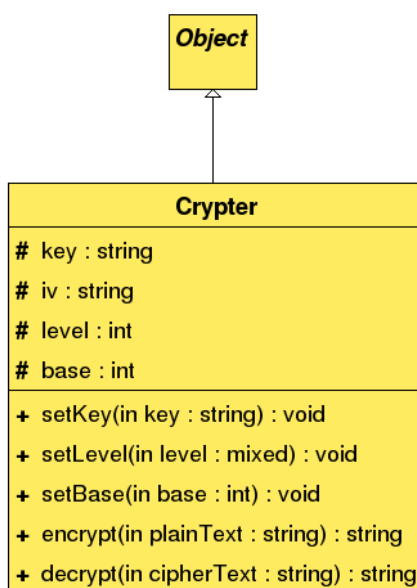 Object
Crypter
# key : string
# iv : string
# level : int
# base : int
+ setKey(in key : string) : void
+ setLevel(in level : mixed) : void
+ setBase(in base : int) : void
+ encrypt(in plainText : string) : string
+ decrypt(in cipherText : string) : string